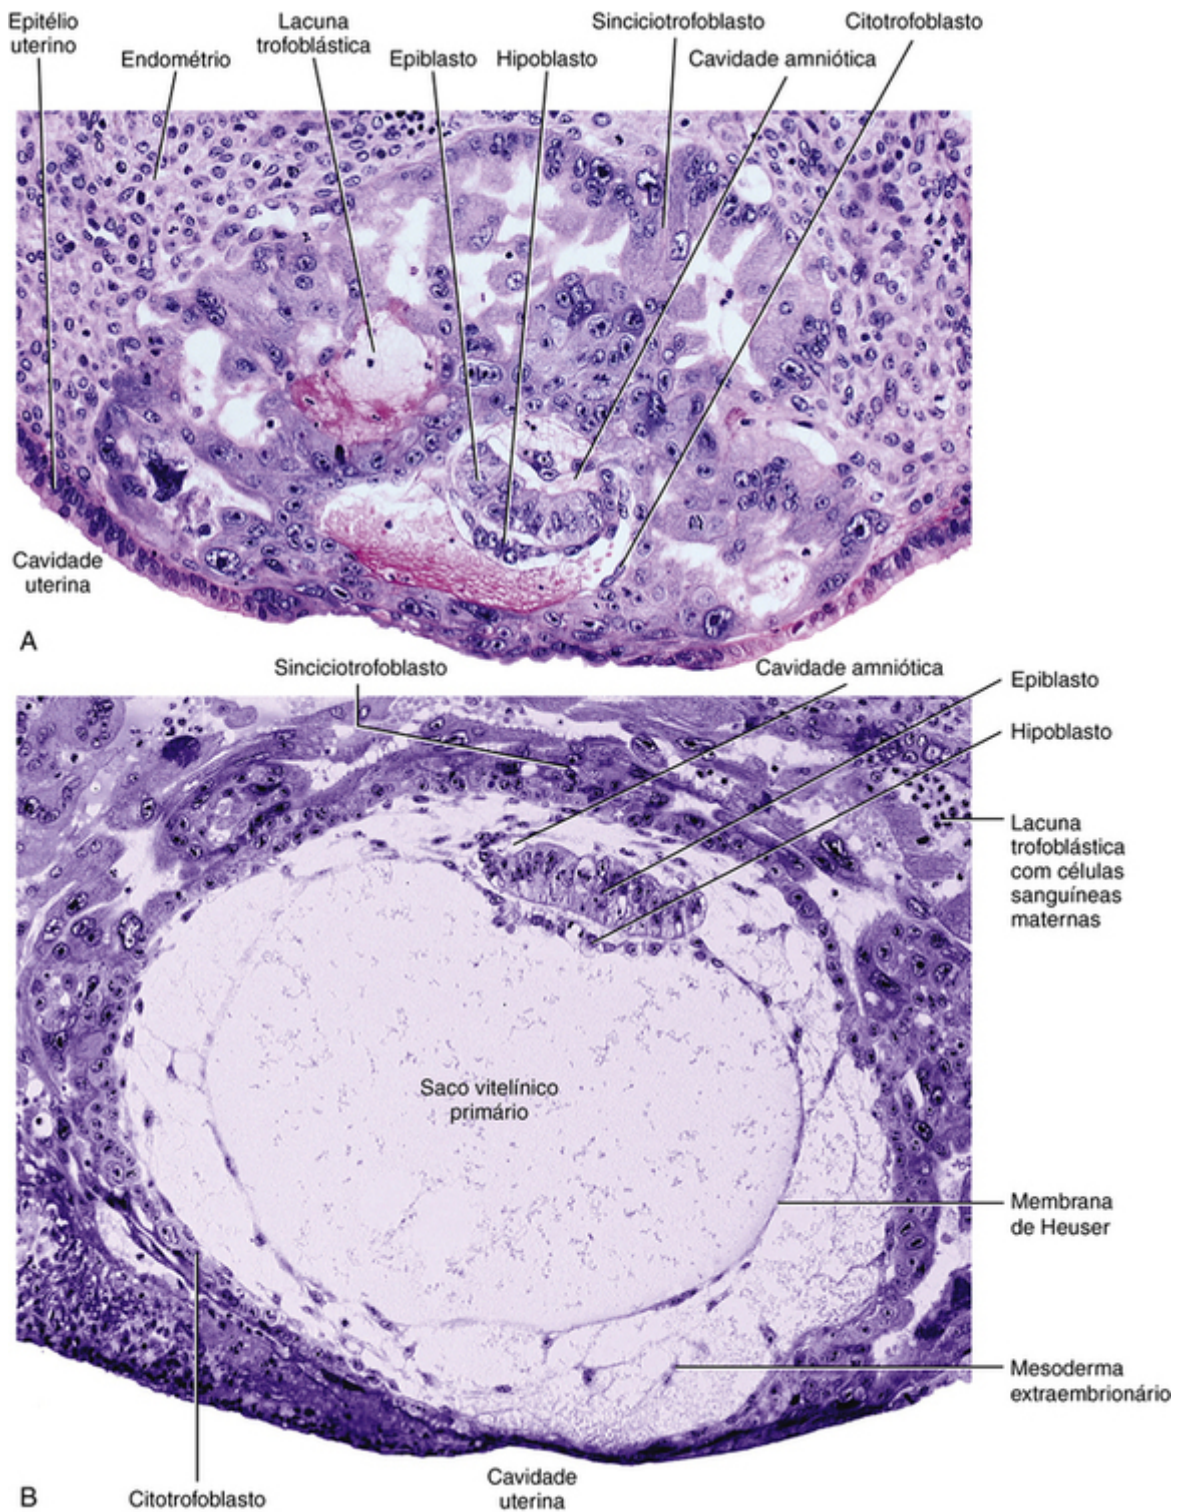 Epitélio
uterino
Endométrio
Lacuna
trofoblástica
Epiblasto
Hipoblasto
Sinciciotrofoblasto
Cavidade amniótica
Citotrofoblasto
Cavidade
uterina
A
Sinciciotrofoblasto
Cavidade amniótica
Epiblasto
Hipoblasto
Lacuna
trofoblástica
com células
sanguíneas
maternas
Saco vitelínico
primário
Membrana
de Heuser
Mesoderma
extraembrionário
Cavidade
uterina
Citotrofoblasto
B